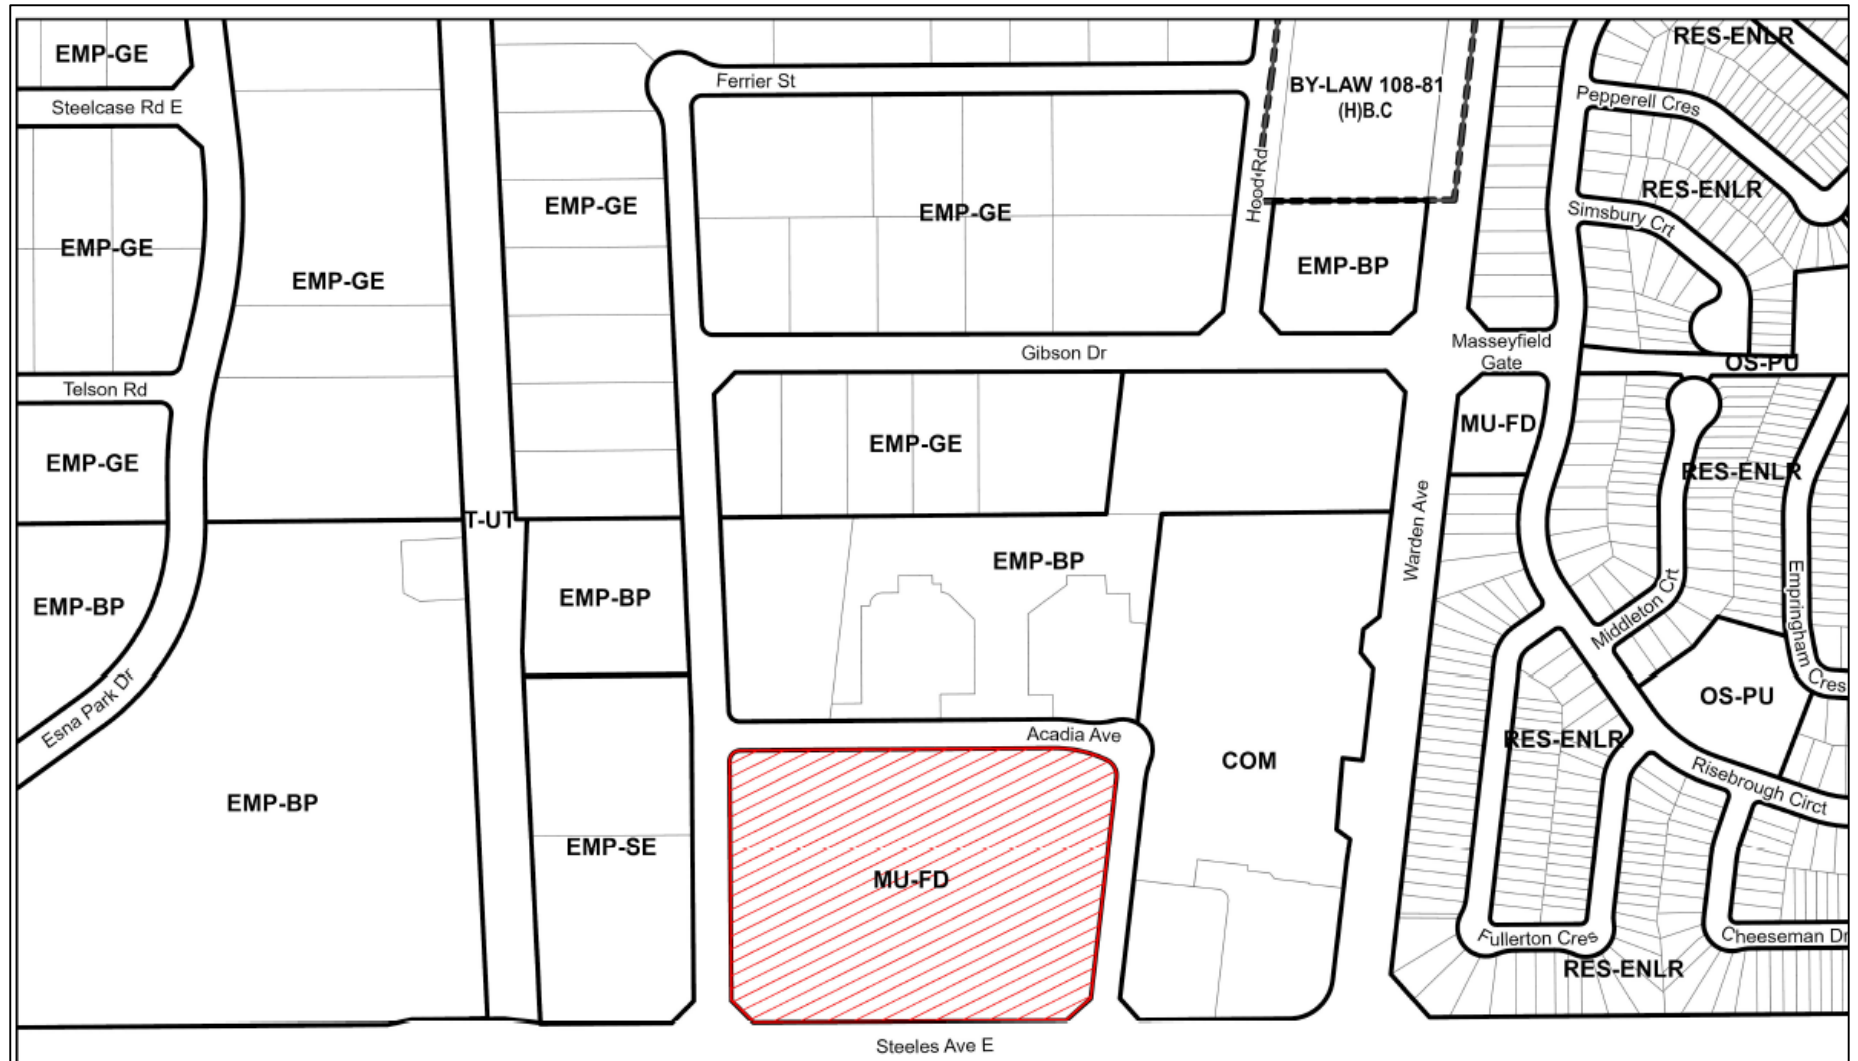 EMP-GE
RES-ENLR
Steelcase Rd E
Ferrier St
BY-LAW 108-81
(H)B.C
Pepperell Cres
EMP-GE
EMP-GE
EMP-GE
EMP-GE
Hood Rd
EMP-BP
RES-ENLR
Simsbury Crt
Gibson Dr
Masseyfield
Gate
OS-PU
Telson Rd
EMP-GE
EMP-GE
MU-FD
RES-ENLR
T-UT
Warden Ave
EMP-BP
EMP-BP
EMP-BP
Middleton Crt
Empringham Cres
Esna Park Dr
OS-PU
Acadia Ave
RES-ENLR
COM
Risebrough Circt
EMP-BP
EMP-SE
MU-FD
Fullerton Cres
Cheeseman Dr
RES-ENLR
Steeles Ave E